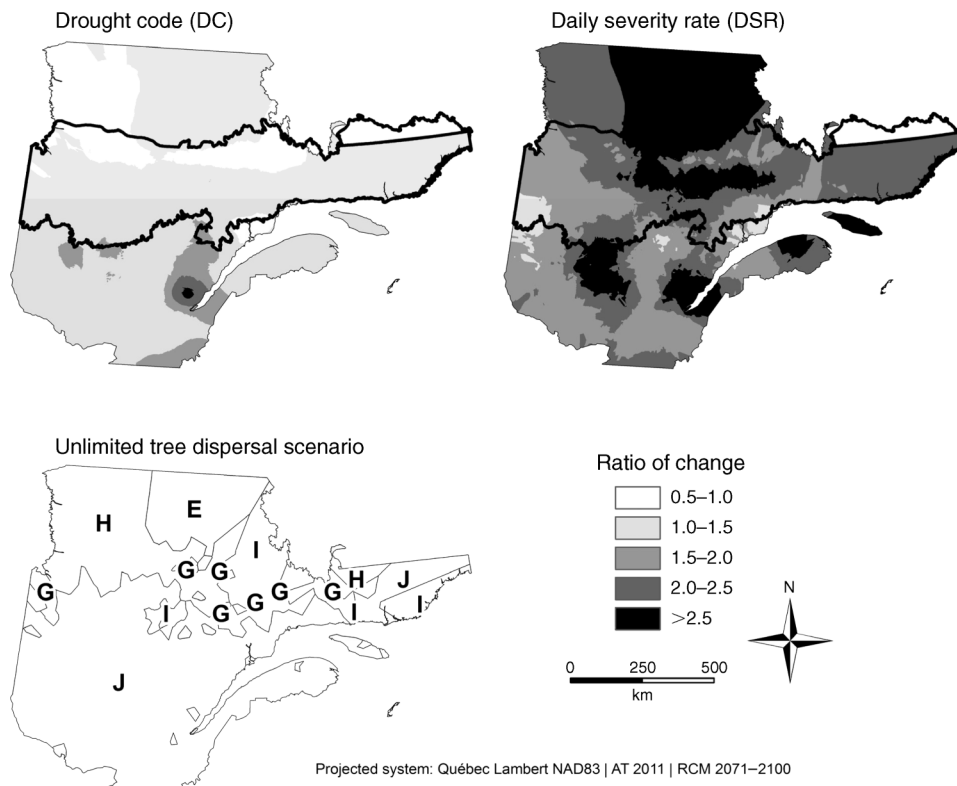 Drought code (DC)
Daily severity rate (DSR)
Unlimited tree dispersal scenario
Ratio of change
0.5–1.0
1.0–1.5
1.5–2.0
2.0–2.5
>2.5
H
E
I
G
G
G
H
J
G
G
G
G
I
I
I
J
N
0 250 500
km
Projected system: Québec Lambert NAD83 | AT 2011 | RCM 2071–2100